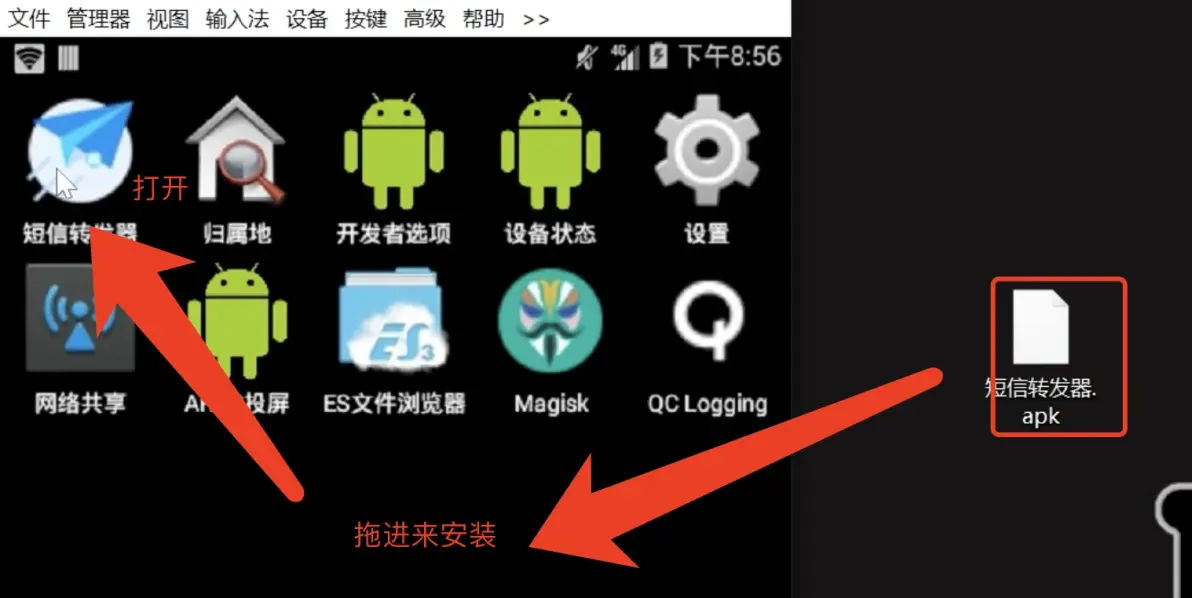 文件 管理器 视图 输入法 设备 按键 高级 帮助 >>
4G 下午8:56
打开
短信转发器 归属地 开发者选项 设备状态 设置
短信转发器.
apk
ES3
网络共享 投屏 ES文件浏览器 Magisk QC Logging
拖进来安装